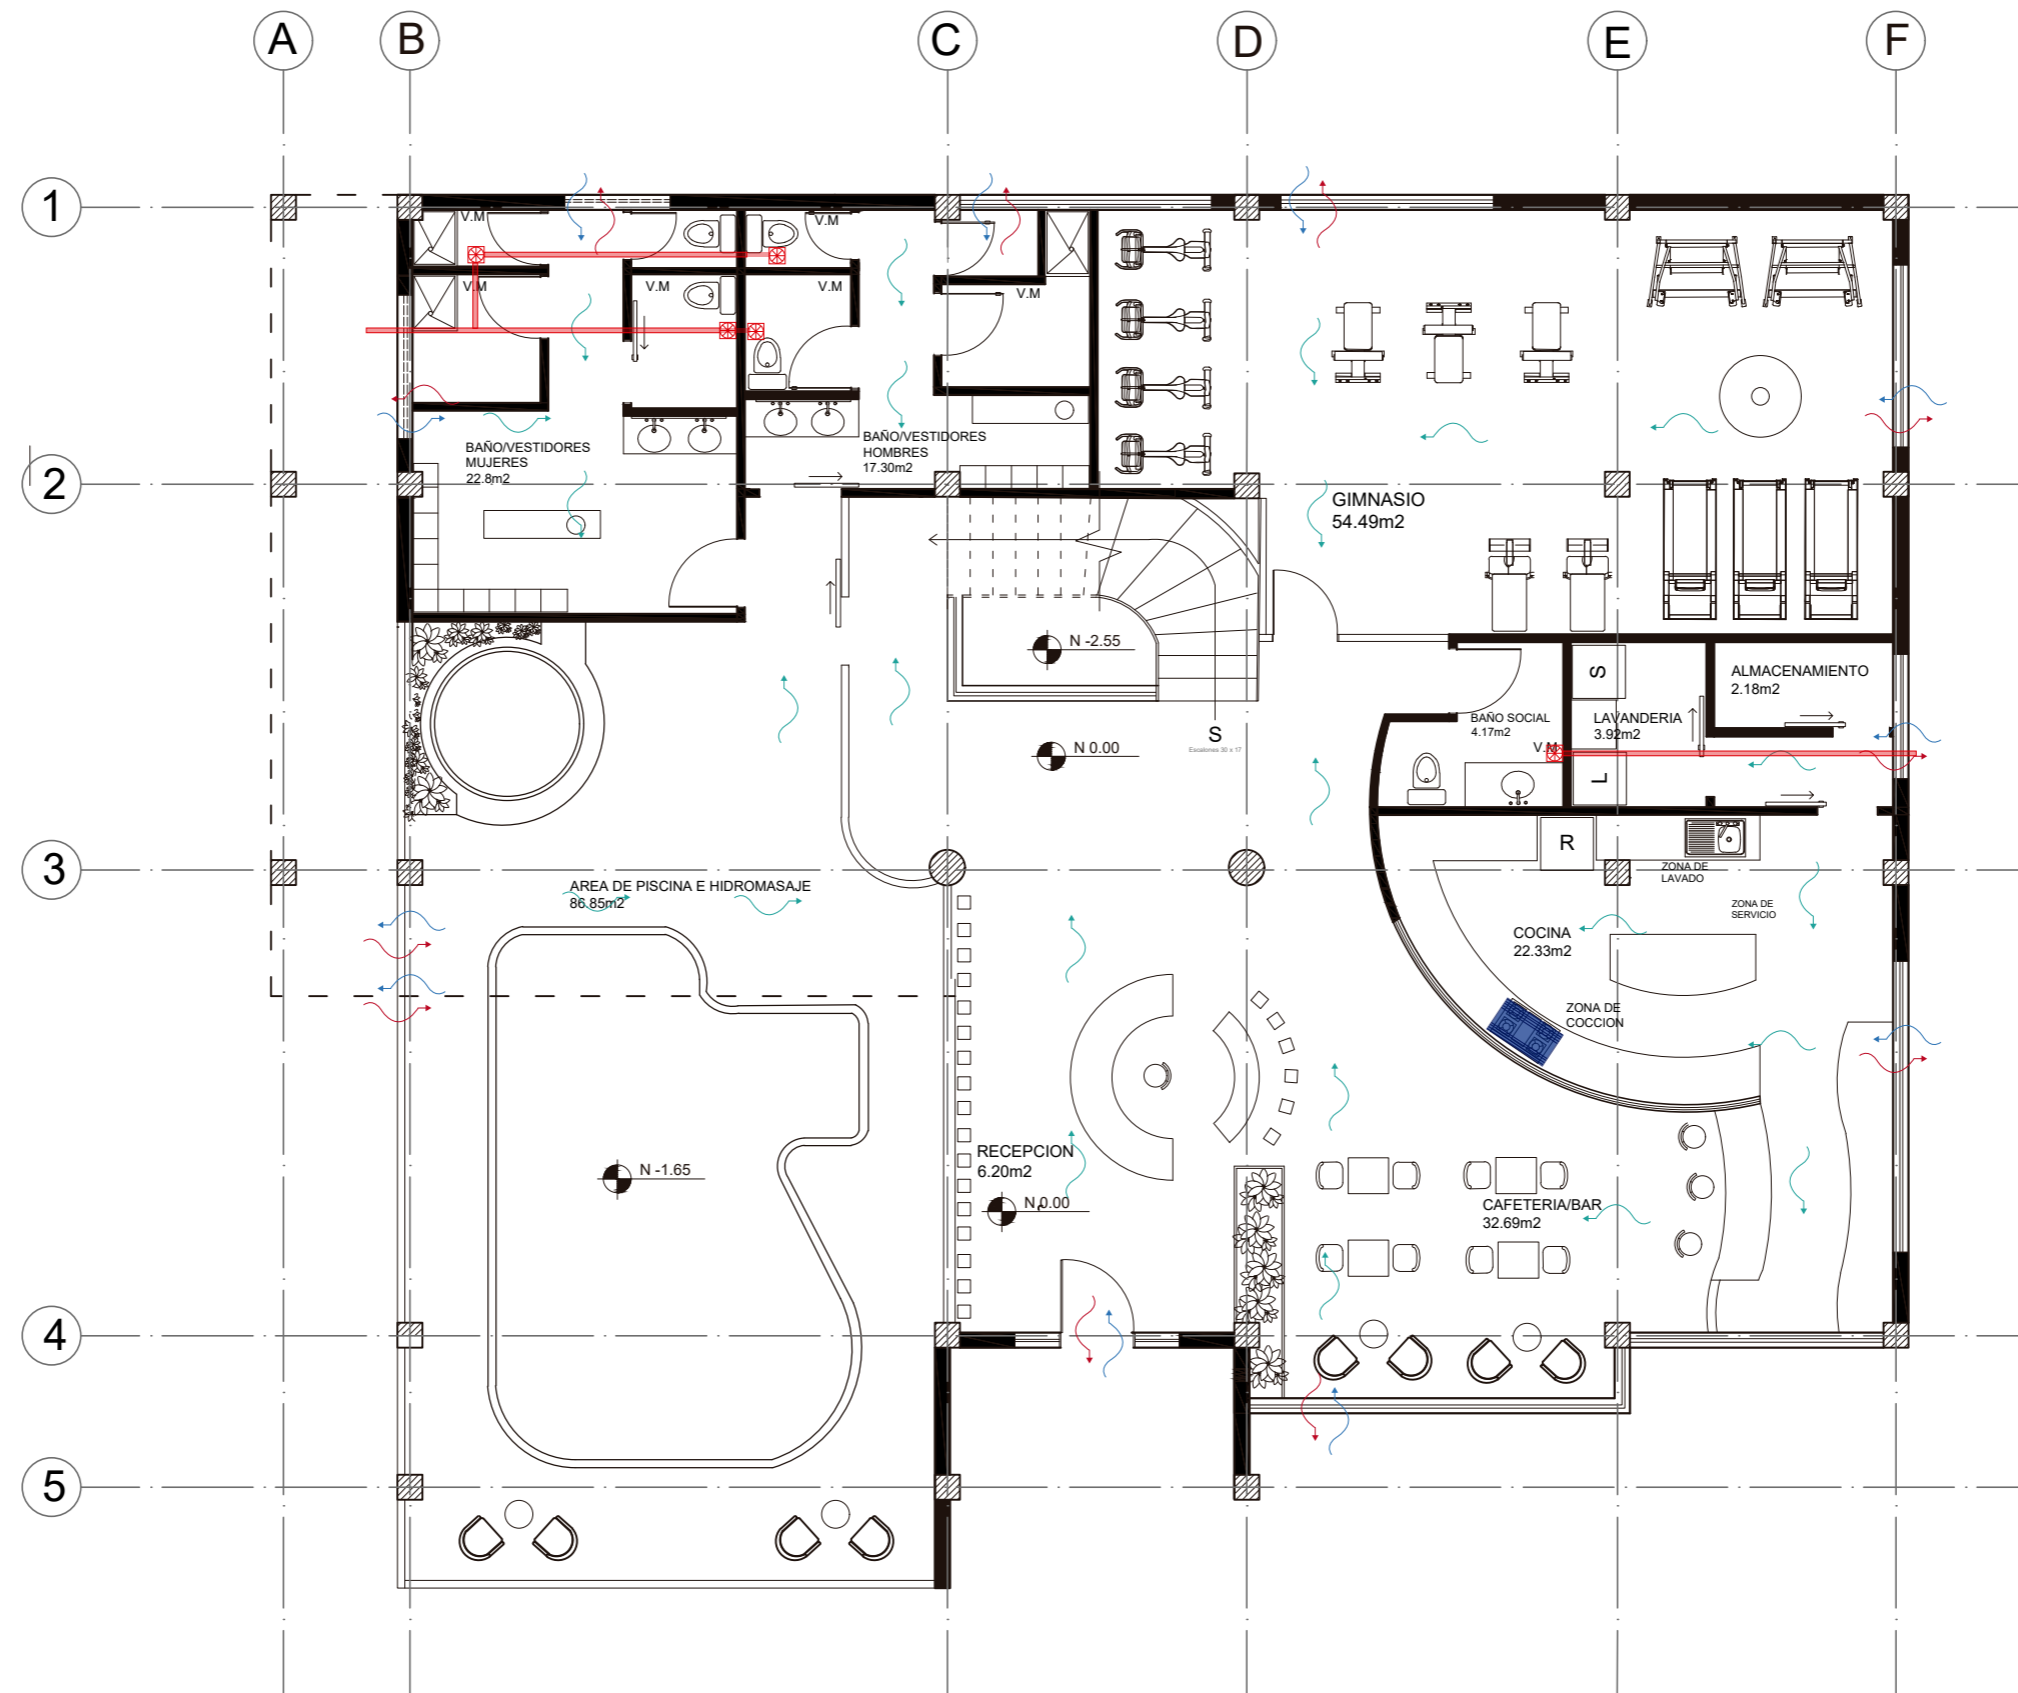 A B C D E F
1
V.M V.M
V.M V.M V.M V.M
BAÑO/VESTIDORES
MUJERES
22.8m2
BAÑO/VESTIDORES
HOMBRES
17.30m2
2
GIMNASIO
54.49m2
N -2.55
S
ALMACENAMIENTO
2.18m2
BAÑO SOCIAL
4.17m2
LAVANDERIA
3.92m2
S
Escalones 30 x 17
N 0.00
V.M
L
3
R
ZONA DE
LAVADO
AREA DE PISCINA E HIDROMASAJE
86.85m2
ZONA DE
SERVICIO
COCINA
22.33m2
ZONA DE
COCCION
RECEPCION
6.20m2
N -1.65
N 0.00
CAFETERIA/BAR
32.69m2
4
5